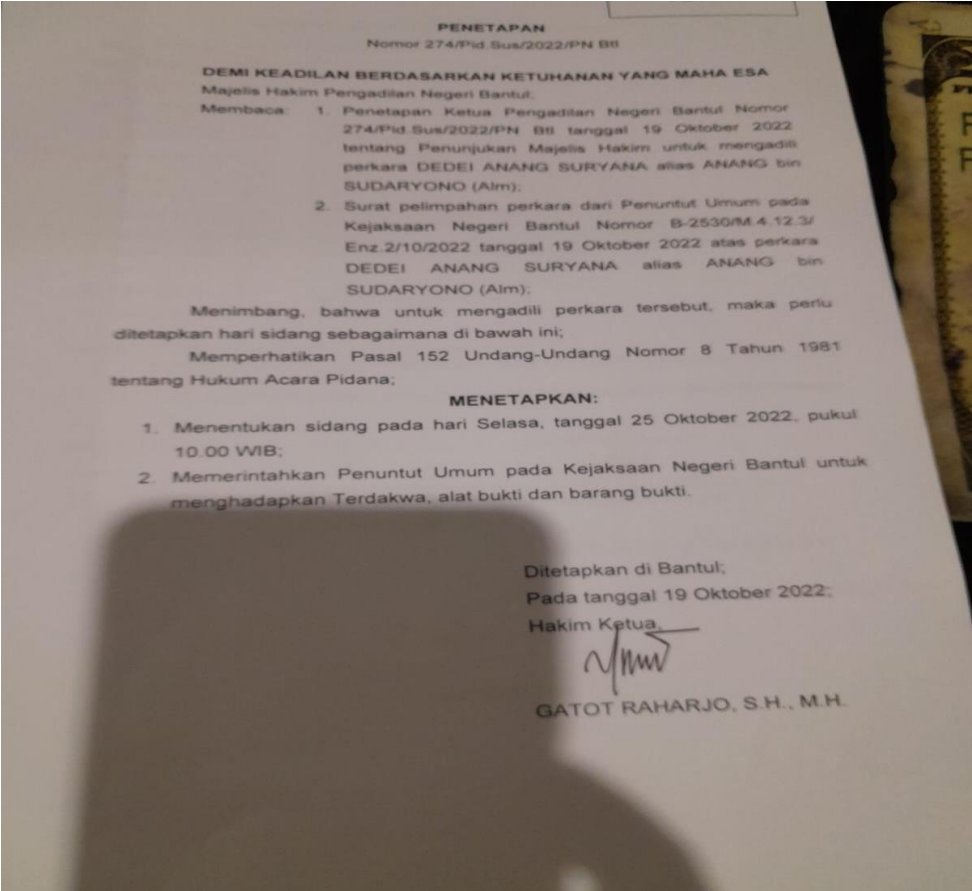 PENETAPAN
Nomor 274/Pid.Sus/2022/PN Btl
DEMI KEADILAN BERDASARKAN KETUHANAN YANG MAHA ESA
Majelis Hakim Pengadilan Negeri Bantul;
Membaca: 1. Penetapan Ketua Pengadilan Negeri Bantul Nomor
274/Pid.Sus/2022/PN Btl tanggal 19 Oktober 2022
tentang Penunjukan Majelis Hakim untuk mengadili
perkara DEDEI ANANG SURYANA alias ANANG bin
SUDARYONO (Alm);
2. Surat pelimpahan perkara dari Penuntut Umum pada
Kejaksaan Negeri Bantul Nomor B-2530/M.4.12.3/
Enz.2/10/2022 tanggal 19 Oktober 2022 atas perkara
DEDEI ANANG SURYANA alias ANANG bin
SUDARYONO (Alm);
Menimbang, bahwa untuk mengadili perkara tersebut, maka perlu
ditetapkan hari sidang sebagaimana di bawah ini;
Memperhatikan Pasal 152 Undang-Undang Nomor 8 Tahun 1981
tentang Hukum Acara Pidana;
MENETAPKAN:
1. Menentukan sidang pada hari Selasa, tanggal 25 Oktober 2022, pukul
10.00 WIB;
2. Memerintahkan Penuntut Umum pada Kejaksaan Negeri Bantul untuk
menghadapkan Terdakwa, alat bukti dan barang bukti.
Ditetapkan di Bantul;
Pada tanggal 19 Oktober 2022;
Hakim Ketua,
GATOT RAHARJO, S.H., M.H.